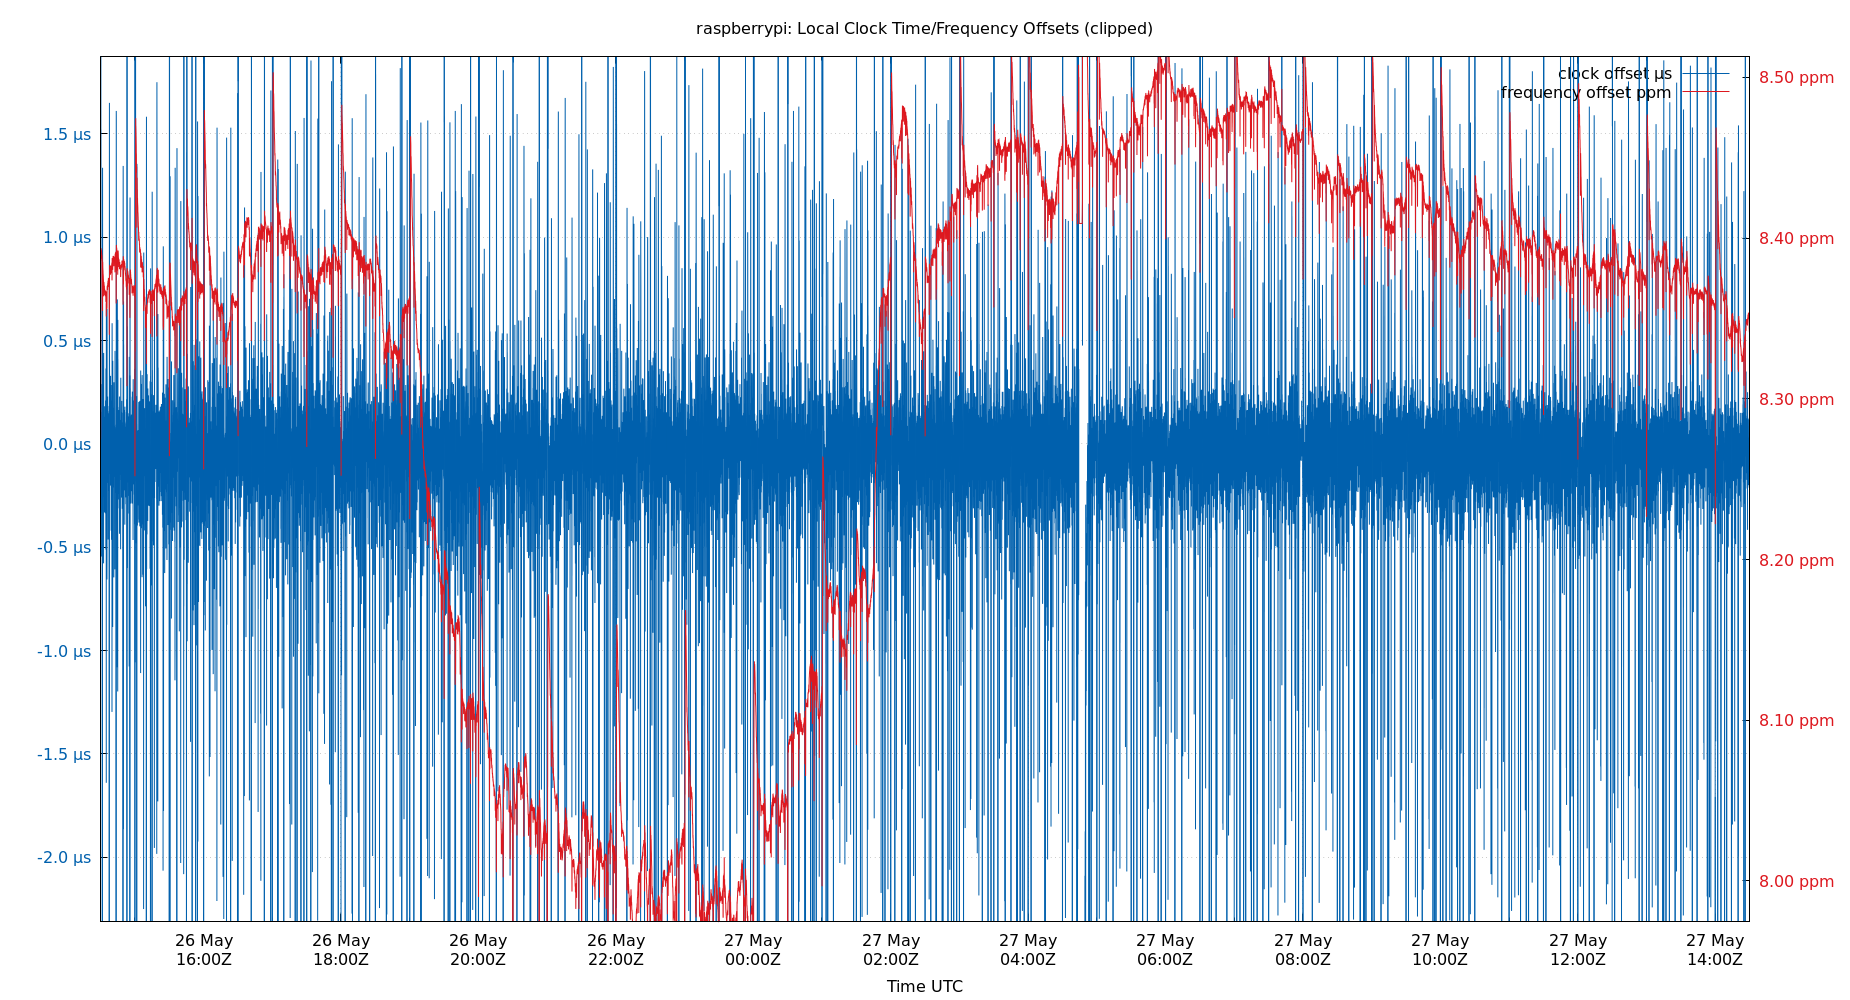 raspberrypi: Local Clock Time/Frequency Offsets (clipped)
clock offset µs
frequency offset ppm
1.5 µs
1.0 µs
0.5 µs
0.0 µs
-0.5 µs
-1.0 µs
-1.5 µs
-2.0 µs
8.50 ppm
8.40 ppm
8.30 ppm
8.20 ppm
8.10 ppm
8.00 ppm
26 May 26 May 26 May 26 May 27 May 27 May 27 May 27 May 27 May 27 May 27 May 27 May
16:00Z 18:00Z 20:00Z 22:00Z 00:00Z 02:00Z 04:00Z 06:00Z 08:00Z 10:00Z 12:00Z 14:00Z
Time UTC